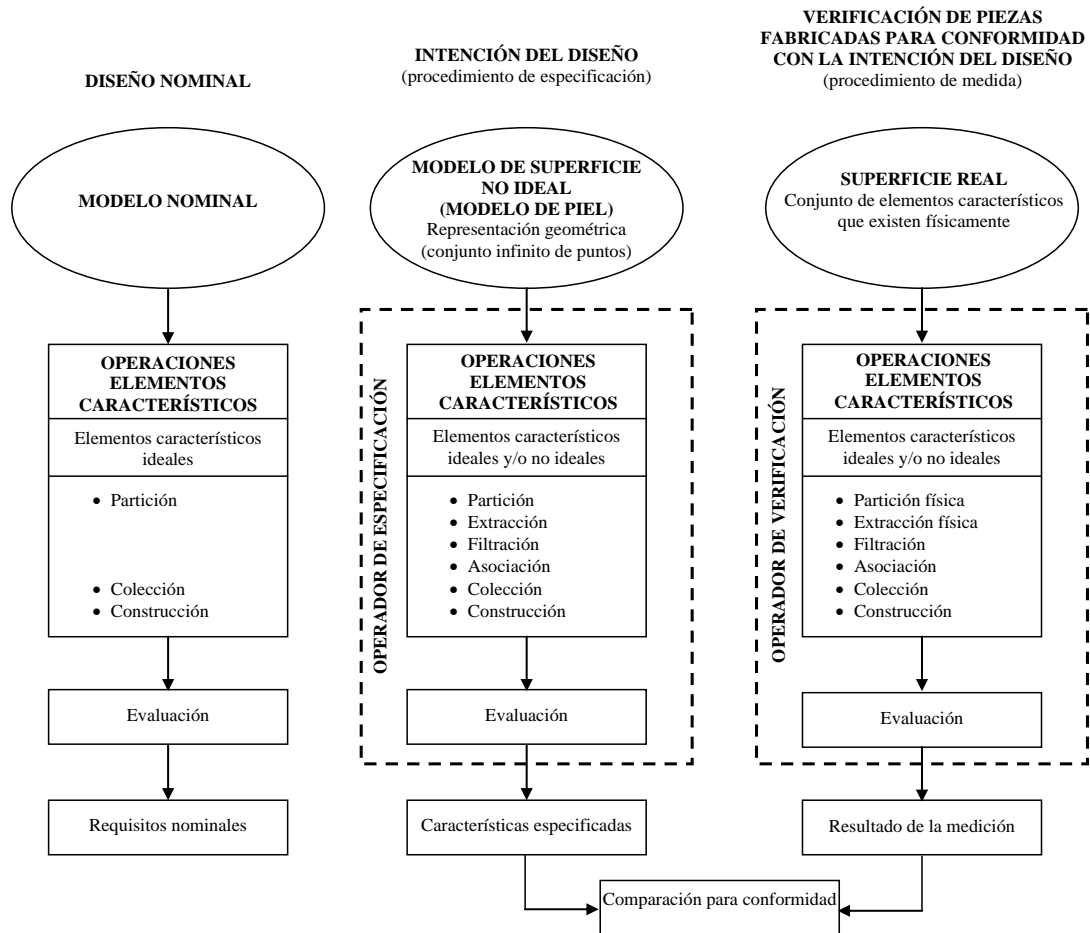 DISEÑO NOMINAL
INTENCIÓN DEL DISEÑO
(procedimiento de especificación)
VERIFICACIÓN DE PIEZAS
FABRICADAS PARA CONFORMIDAD
CON LA INTENCIÓN DEL DISEÑO
(procedimiento de medida)
MODELO NOMINAL
MODELO DE SUPERFICIE
NO IDEAL
(MODELO DE PIEL)
Representación geométrica
(conjunto infinito de puntos)
SUPERFICIE REAL
Conjunto de elementos característicos
que existen físicamente
OPERACIONES
ELEMENTOS
CARACTERÍSTICOS
Elementos característicos
ideales
• Partición
• Colección
• Construcción
Evaluación
Requisitos nominales
OPERADOR DE ESPECIFICACIÓN
OPERACIONES
ELEMENTOS
CARACTERÍSTICOS
Elementos característicos
ideales y/o no ideales
• Partición
• Extracción
• Filtración
• Asociación
• Colección
• Construcción
Evaluación
Características especificadas
OPERADOR DE VERIFICACIÓN
OPERACIONES
ELEMENTOS
CARACTERÍSTICOS
Elementos característicos
ideales y/o no ideales
• Partición física
• Extracción física
• Filtración
• Asociación
• Colección
• Construcción
Evaluación
Resultado de la medición
Comparación para conformidad